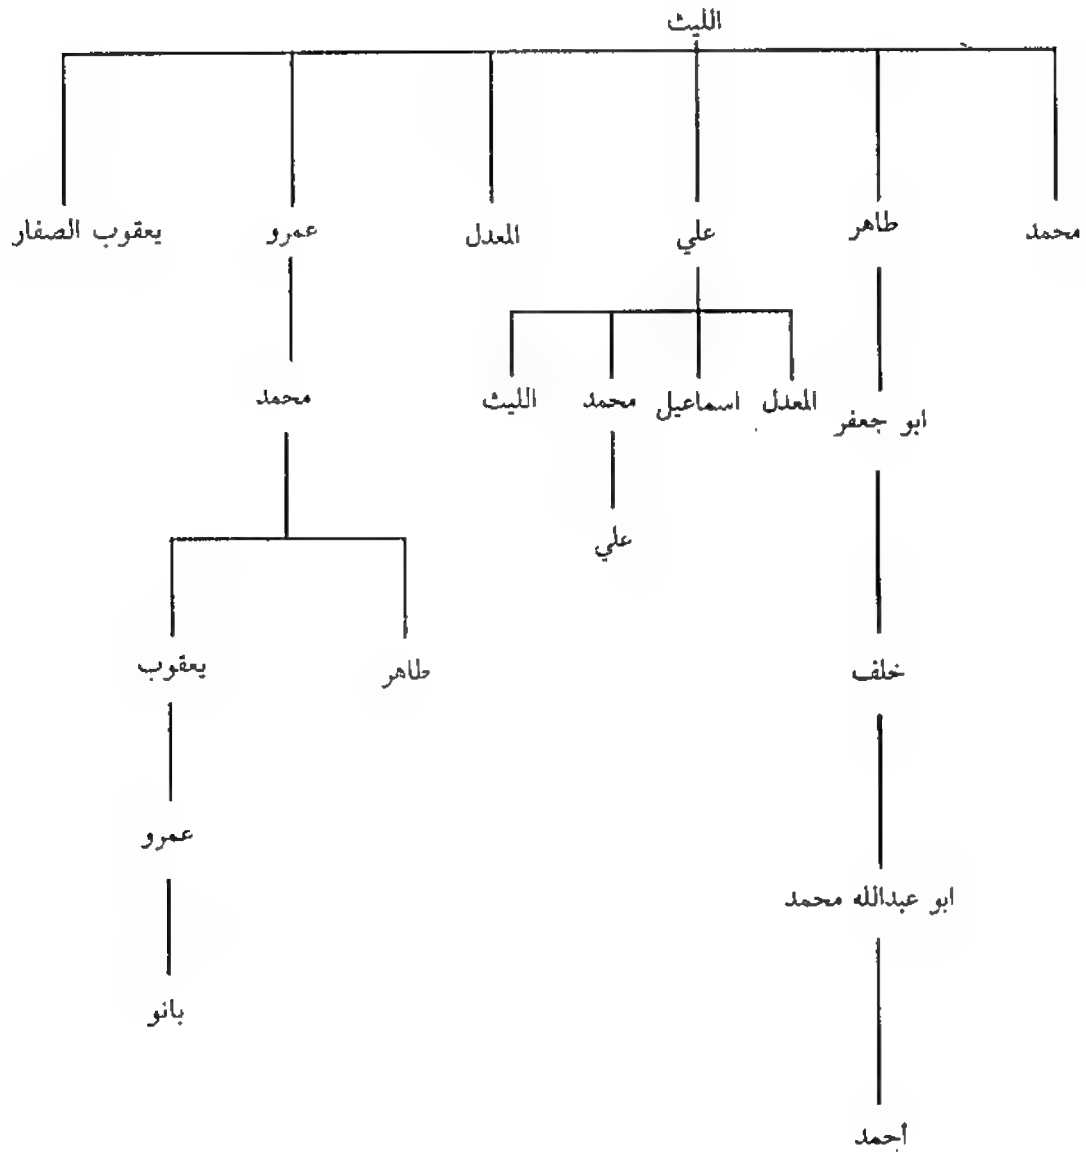 الليث
محمد
طاهر
علي
المعدل
عمرو
يعقوب الصفار
المعدل
اسماعيل
محمد
الليث
محمد
ابو جعفر
علي
خلف
طاهر
يعقوب
عمرو
ابو عبدالله محمد
بانو
أحمد